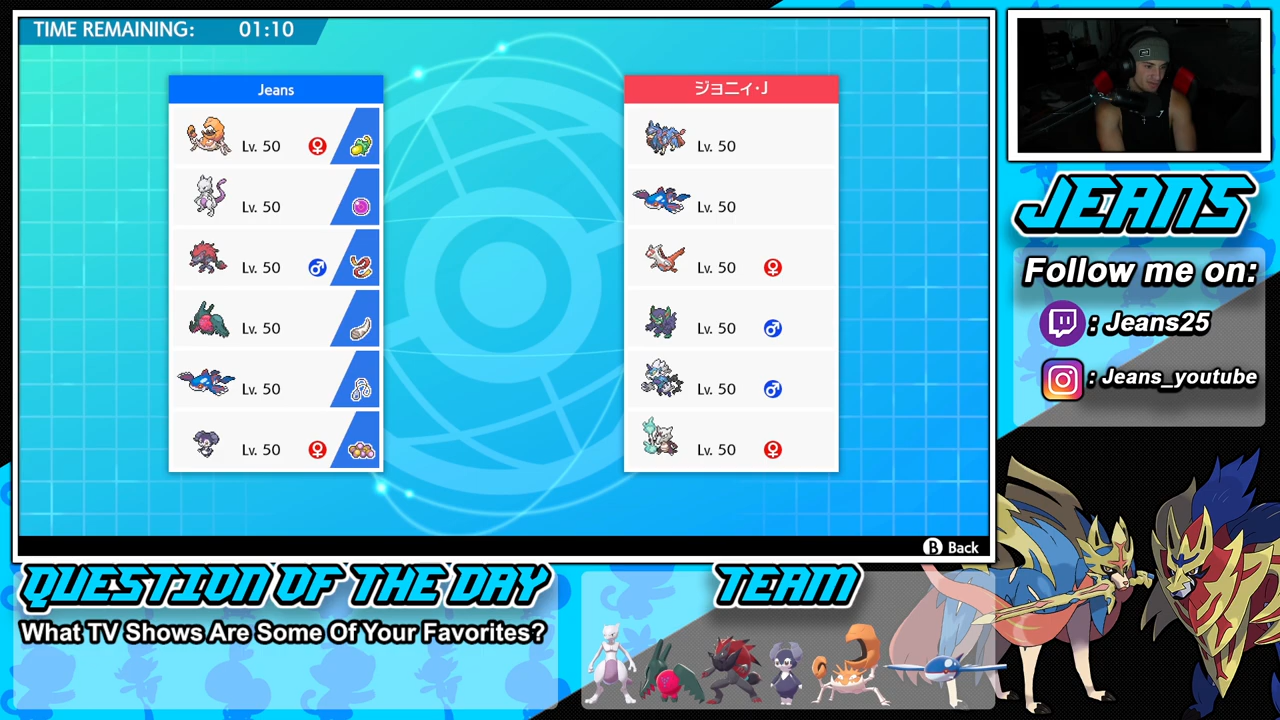 TIME REMAINING: 01:10
Jeans
Lv. 50
Lv. 50
Lv. 50
Lv. 50
Lv. 50
Lv. 50
ジョニィ・J
Lv. 50
Lv. 50
Lv. 50
Lv. 50
Lv. 50
Lv. 50
B Back
JEANS
Follow me on:
: Jeans25
: Jeans_youtube
QUESTION OF THE DAY
What TV Shows Are Some Of Your Favorites?
TEAM